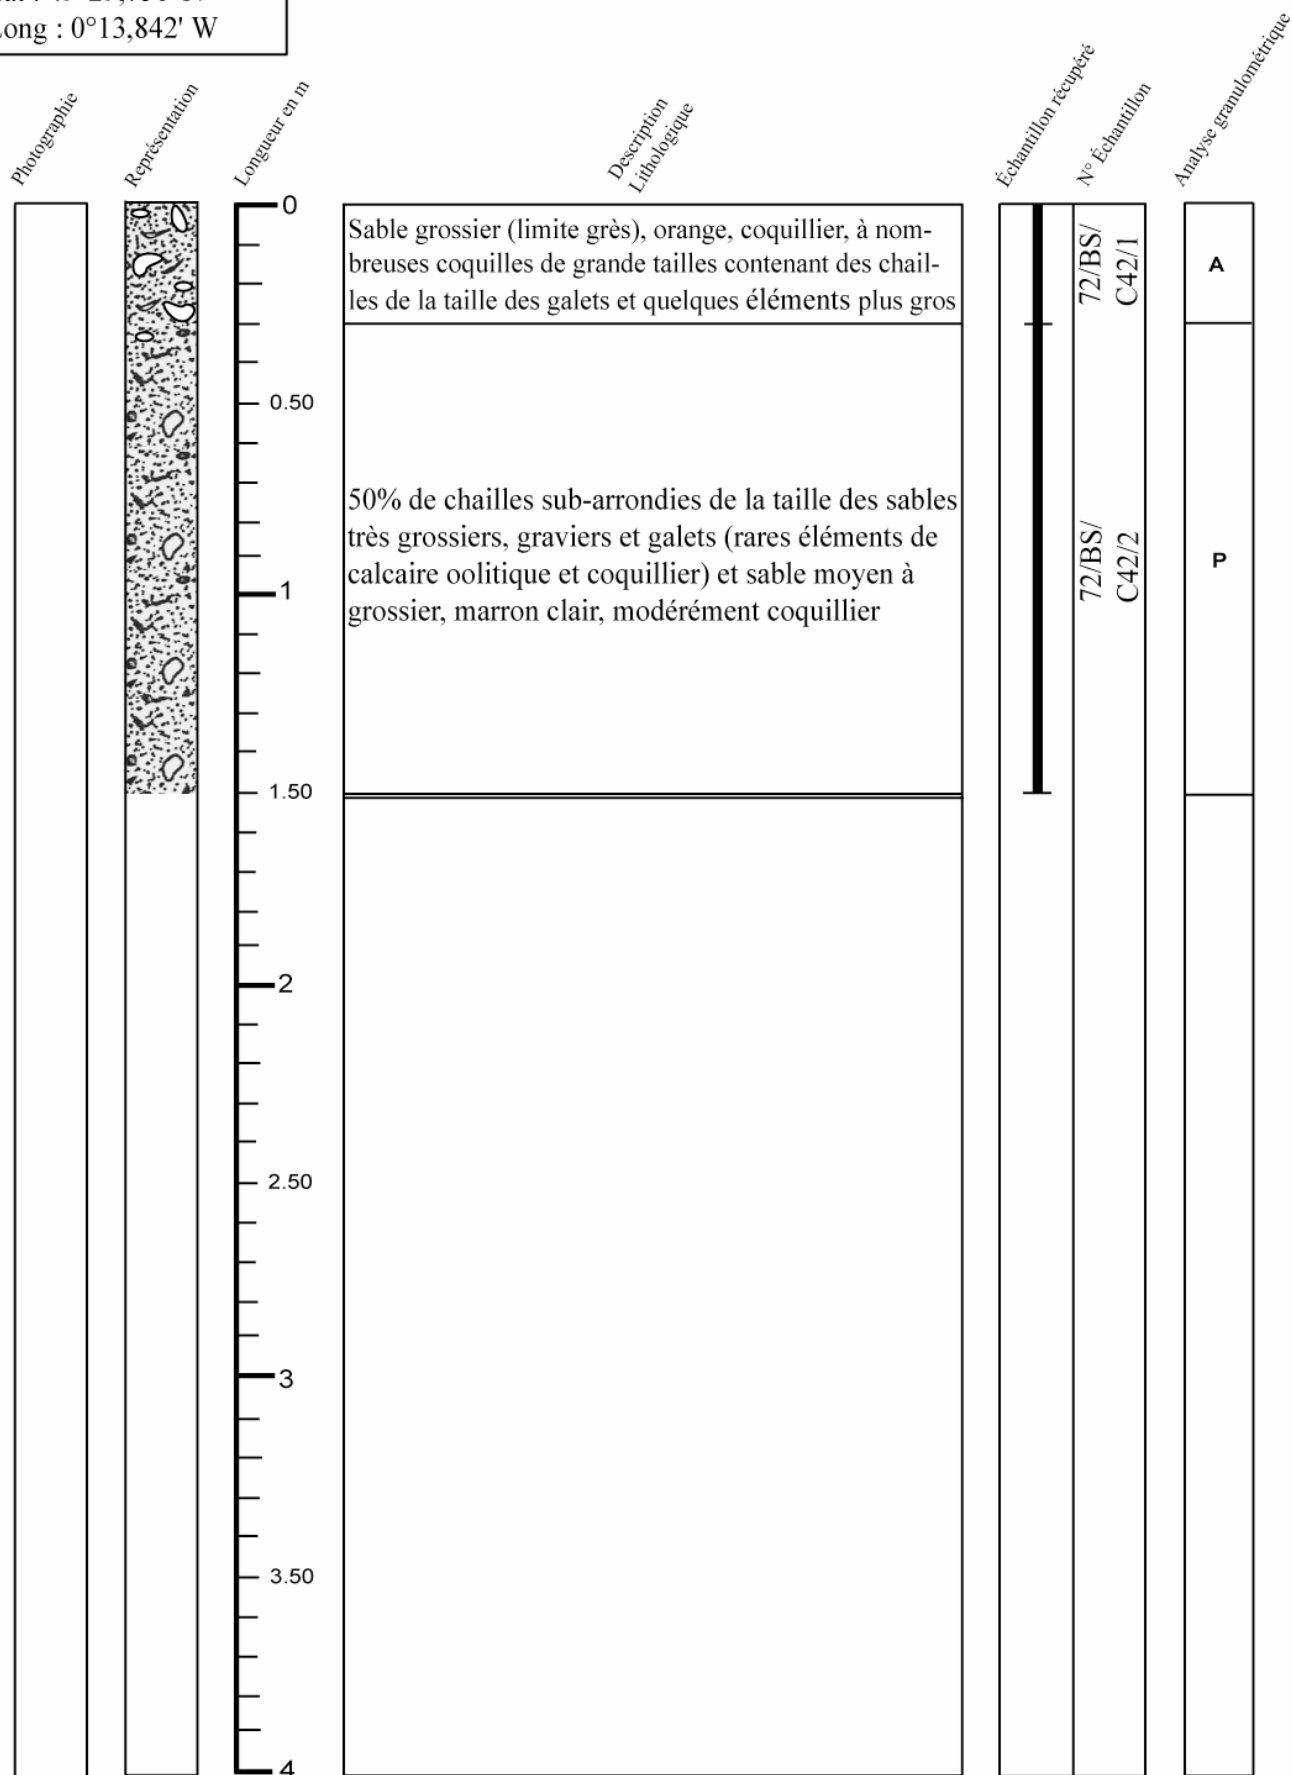 Long : 0°13,842' W
Photographie
Représentation
Longueur en m
Description
Lithologique
Échantillon récupéré
N° Échantillon
Analyse granulométrique
0
Sable grossier (limite grès), orange, coquillier, à nom-
breuses coquilles de grande tailles contenant des chail-
les de la taille des galets et quelques éléments plus gros
72/BS/
C42/1
A
0.50
50% de chailles sub-arrondies de la taille des sables
très grossiers, graviers et galets (rares éléments de
calcaire oolitique et coquillier) et sable moyen à
grossier, marron clair, modérément coquillier
72/BS/
C42/2
P
1
1.50
2
2.50
3
3.50
4